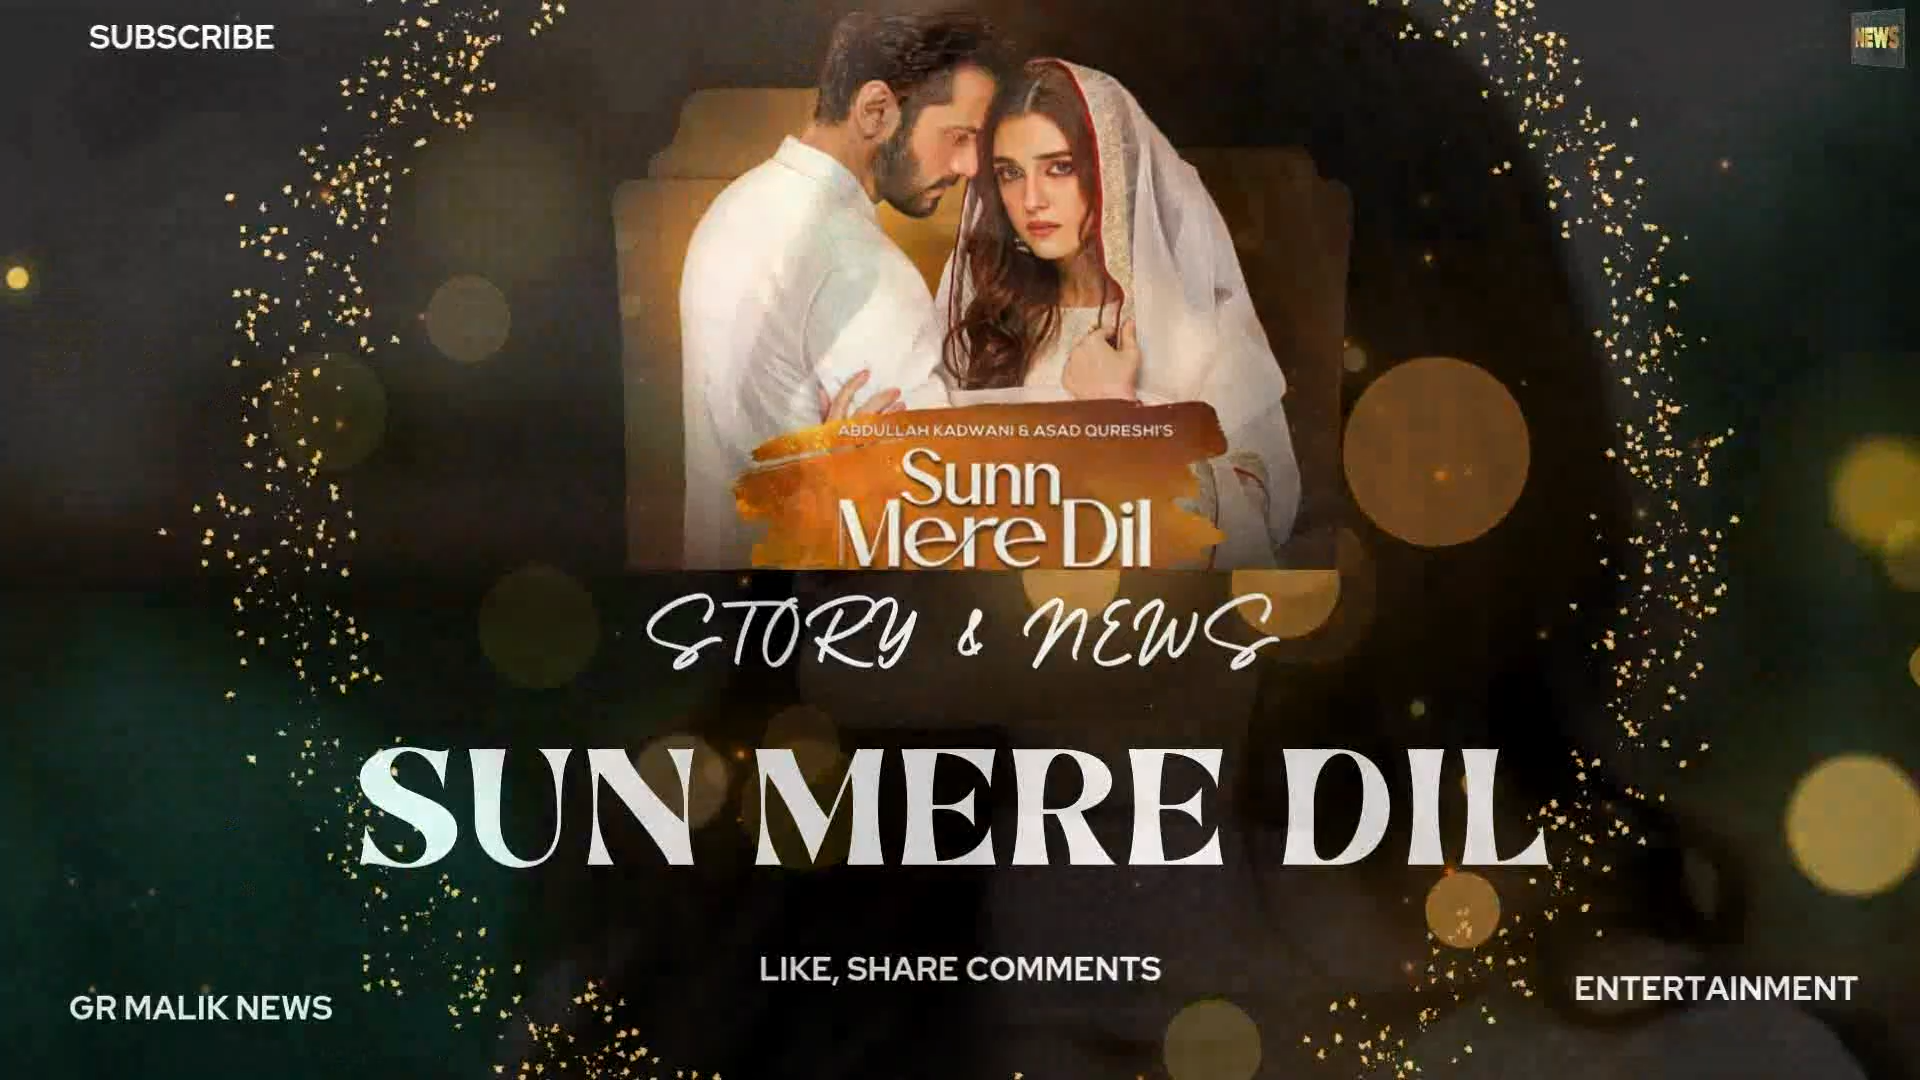 SUBSCRIBE
NEWS
ABDULLAH KADWANI & ASAD QURESHI'S
Sunn
Mere Dil
STORY & NEWS
SUN MERE DIL
LIKE, SHARE COMMENTS
ENTERTAINMENT
GR MALIK NEWS